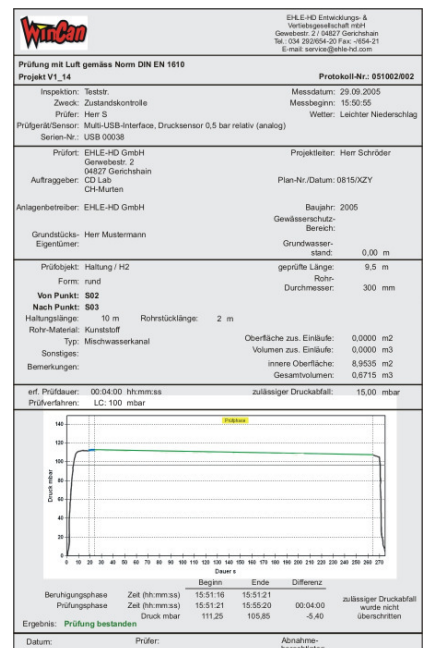 WinCan
EHLE-HD Entwicklungs- &
Vertriebsgesellschaft mbH
Gewebestr. 2 / 04827 Gerichshain
Tel.: 034 292/654-20 Fax: -/654-21
E-mail: service@ehle-hd.com
Prüfung mit Luft gemäss Norm DIN EN 1610
Projekt V1_14 Protokoll-Nr.: 051002/002
Inspektion: Teststr. Messdatum: 29.09.2005
Zweck: Zustandskontrolle Messbeginn: 15:50:55
Prüfer: Herr S Wetter: Leichter Niederschlag
Prüfgerät/Sensor: Multi-USB-Interface, Drucksensor 0,5 bar relativ (analog)
Serien-Nr.: USB 00038
Prüfort: EHLE-HD GmbH Projektleiter: Herr Schröder
Gerwebestr. 2
04827 Gerichshain
Auftraggeber: CD Lab Plan-Nr./Datum: 0815/XZY
CH-Murten
Anlagenbetreiber: EHLE-HD GmbH Baujahr: 2005
Gewässerschutz-
Bereich:
Grundstücks- Herr Mustermann
Eigentümer:
Grundwasser-
stand: 0,00 m
Prüfobjekt: Haltung / H2 geprüfte Länge: 9,5 m
Form: rund Rohr-
Durchmesser: 300 mm
Von Punkt: S02
Nach Punkt: S03
Haltungslänge: 10 m Rohrstücklänge: 2 m
Rohr-Material: Kunststoff
Typ: Mischwasserkanal Oberfläche zus. Einläufe: 0,0000 m2
Sonstiges: Volumen zus. Einläufe: 0,0000 m3
Bemerkungen: innere Oberfläche: 8,9535 m2
Gesamtvolumen: 0,6715 m3
erf. Prüfdauer: 00:04:00 hh:mm:ss zulässiger Druckabfall: 15,00 mbar
Prüfverfahren: LC: 100 mbar
Prüfphase
Druck mbar
140
120
100
80
60
40
20
0
0 10 20 30 40 50 60 70 80 90 100 110 120 130 140 150 160 170 180 190 200 210 220 230 240 250 260 270
Dauer s
Beginn Ende Differenz
Beruhigungsphase Zeit (hh:mm:ss) 15:51:16 15:51:21
Prüfungsphase Zeit (hh:mm:ss) 15:51:21 15:55:20 00:04:00
Druck mbar 111,25 105,85 -5,40
zulässiger Druckabfall
wurde nicht
überschritten
Ergebnis: Prüfung bestanden
Datum: Prüfer: Abnahme-